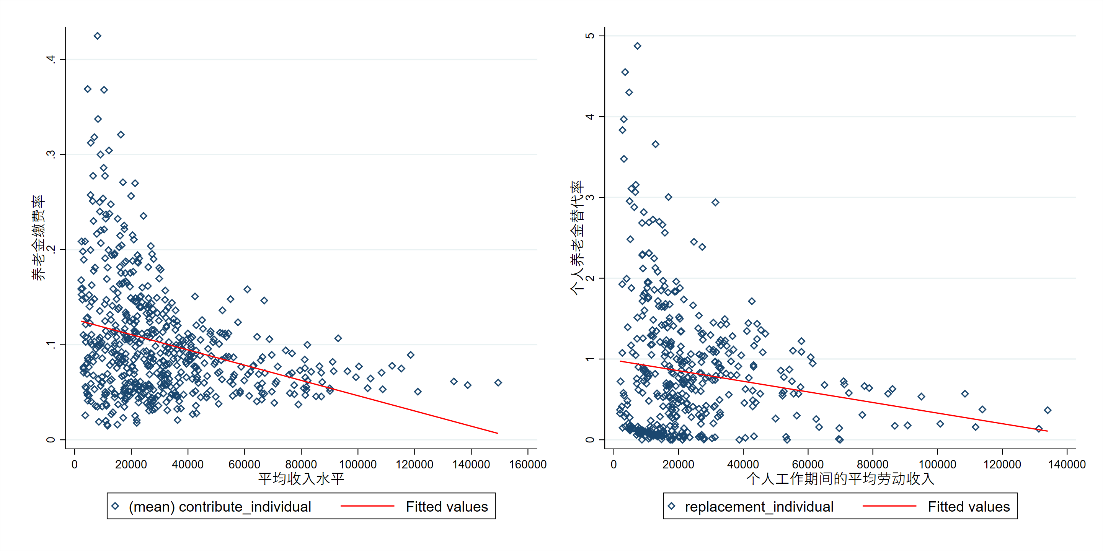 养老金缴费率
.4
.3
.2
.1
0
0 20000 40000 60000 80000 100000 120000 140000 160000
平均收入水平
(mean) contribute_individual Fitted values
个人养老金替代率
5
4
3
2
1
0
0 20000 40000 60000 80000 100000 120000 140000
个人工作期间的平均劳动收入
replacement_individual Fitted values